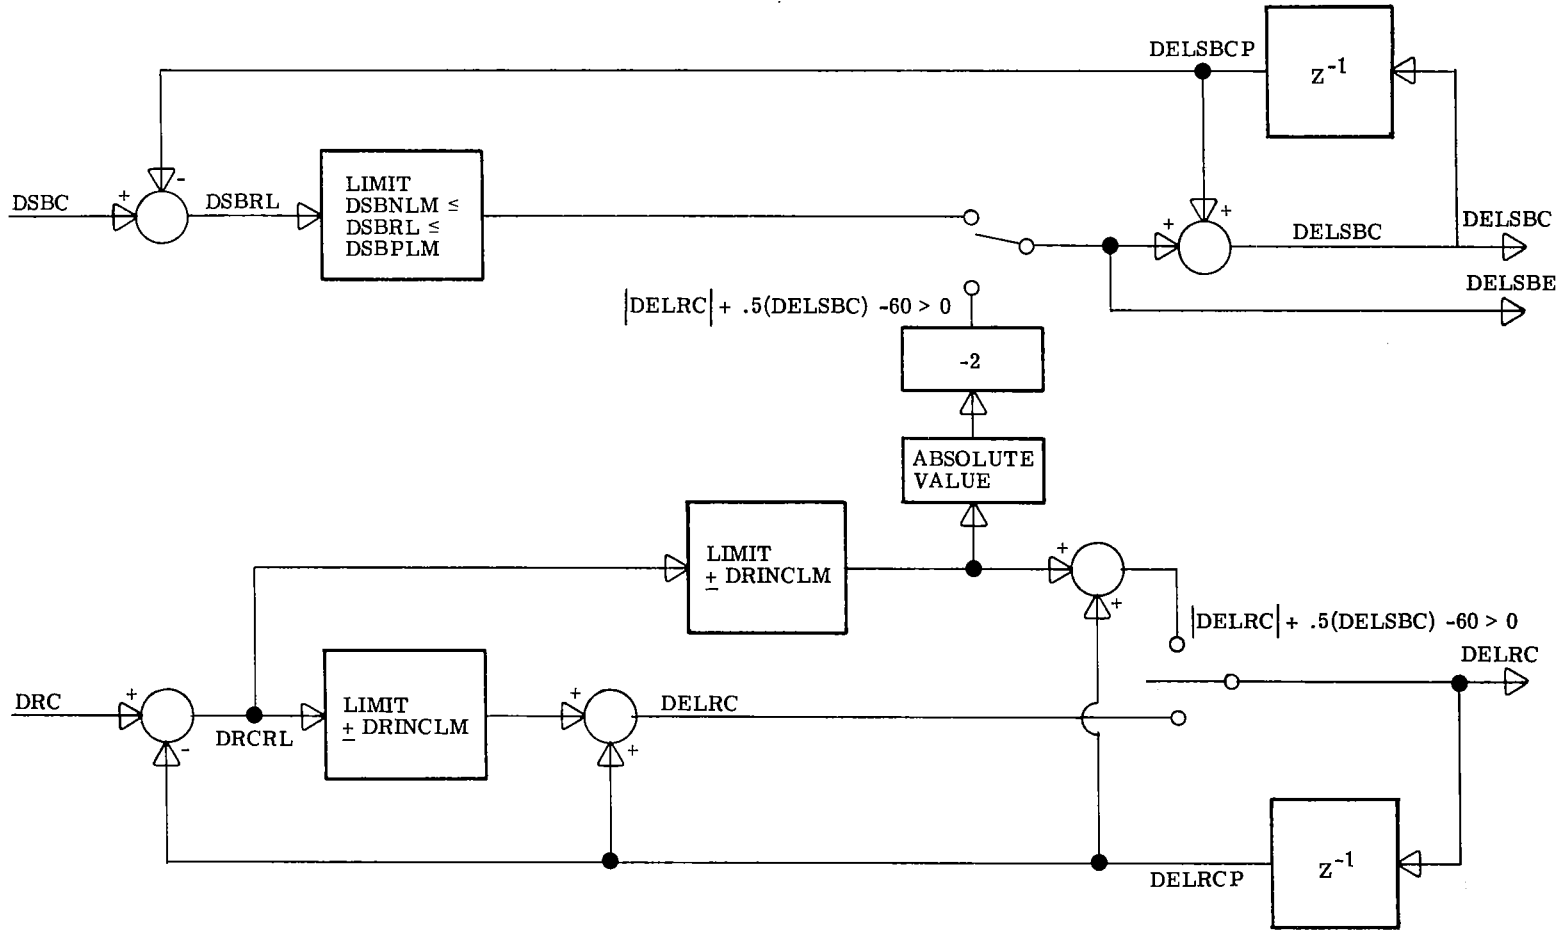 DELSBCP
Z-1
DSBC
+
-
DSBRL
LIMIT
DSBNLM ≤
DSBRL ≤
DSBPLM
+
+
DELSBC
DELSBC
DELSBE
|DELRC| + .5(DELSBC) -60 > 0
-2
ABSOLUTE
VALUE
LIMIT
± DRINCLM
+
+
|DELRC| + .5(DELSBC) -60 > 0
DELRC
DRC
+
-
DRCRL
LIMIT
± DRINCLM
+
+
DELRC
DELRCP
Z-1